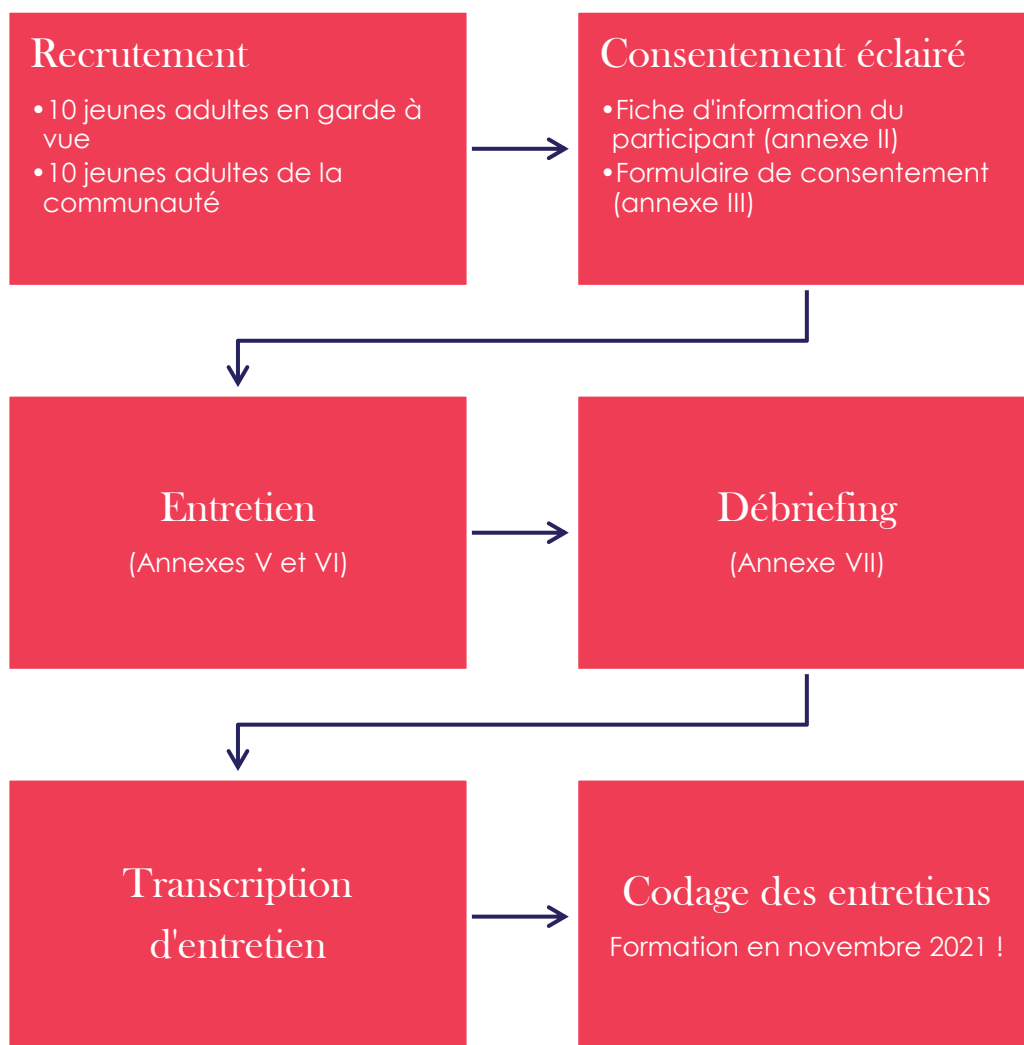 Recrutement
•10 jeunes adultes en garde à
vue
•10 jeunes adultes de la
communauté
Consentement éclairé
•Fiche d'information du
participant (annexe II)
•Formulaire de consentement
(annexe III)
Entretien
(Annexes V et VI)
Débriefing
(Annexe VII)
Transcription
d'entretien
Codage des entretiens
Formation en novembre 2021 !